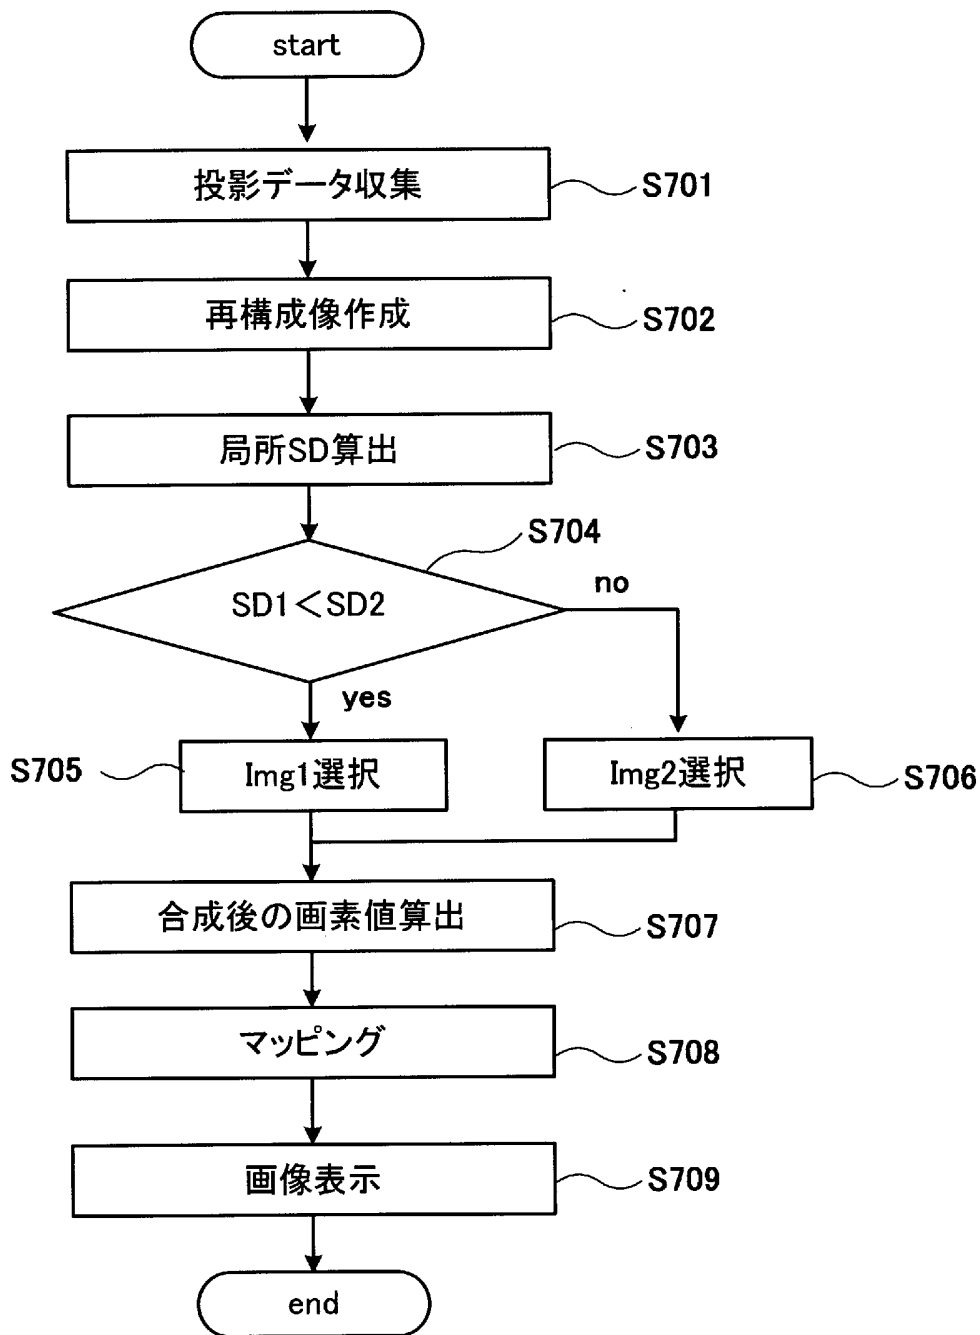 start
投影データ収集
S701
再構成像作成
S702
局所SD算出
S703
S704
SD1＜SD2
no
yes
S705
Img1選択
Img2選択
S706
合成後の画素値算出
S707
マッピング
S708
画像表示
S709
end